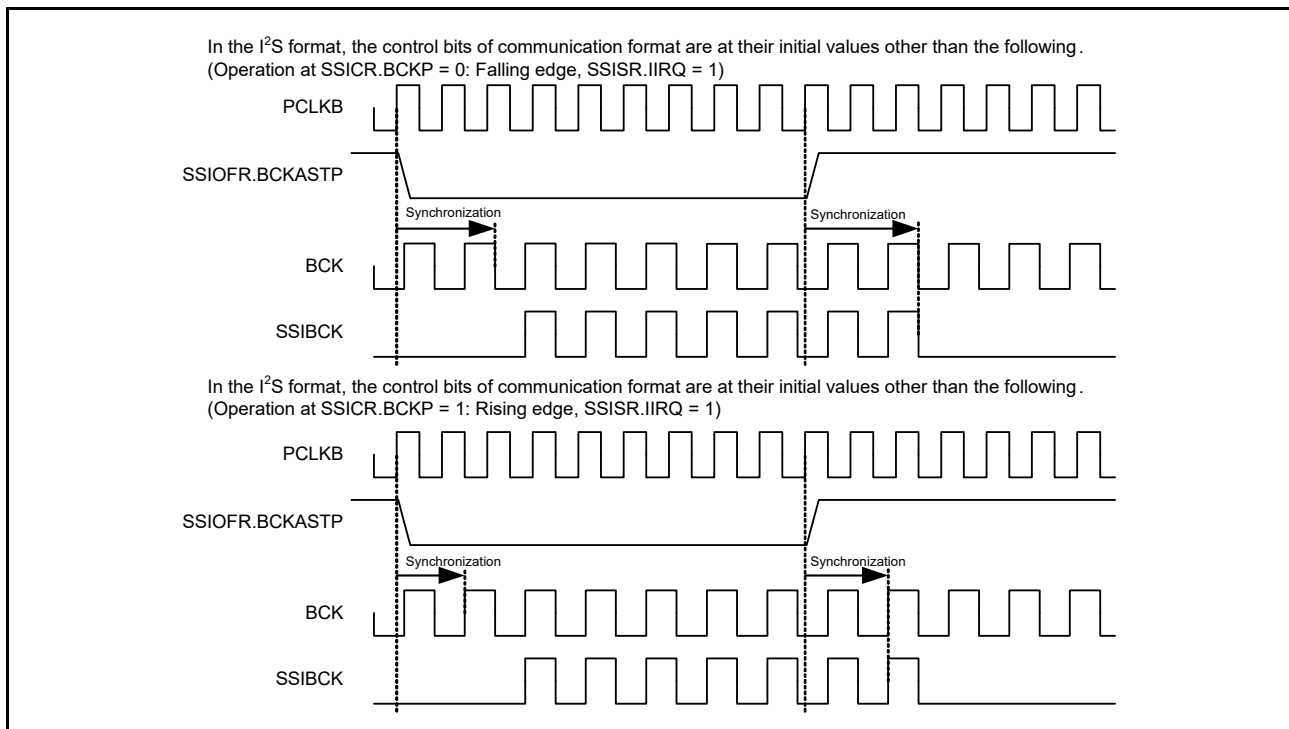 In the I²S format, the control bits of communication format are at their initial values other than the following.
(Operation at SSICR.BCKP = 0: Falling edge, SSISR.IIRQ = 1)
PCLKB
SSIOFR.BCKASTP
Synchronization Synchronization
BCK
SSIBCK
In the I²S format, the control bits of communication format are at their initial values other than the following.
(Operation at SSICR.BCKP = 1: Rising edge, SSISR.IIRQ = 1)
PCLKB
SSIOFR.BCKASTP
Synchronization Synchronization
BCK
SSIBCK